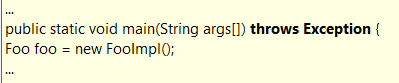 ...
public static void main(String args[]) throws Exception {
Foo foo = new FooImpl();
...